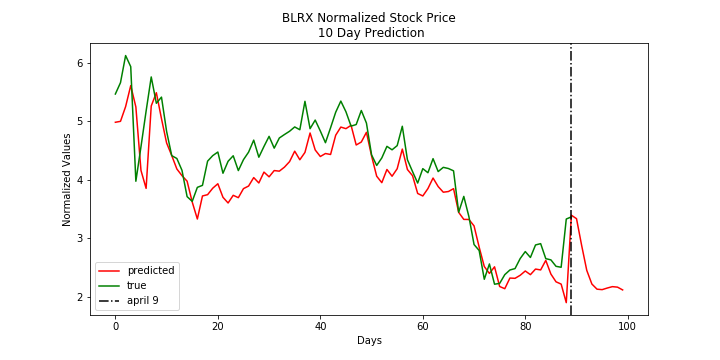 BLRX Normalized Stock Price
10 Day Prediction
Normalized Values
6
5
4
3
2
predicted
true
april 9
0
20
40
60
80
100
Days